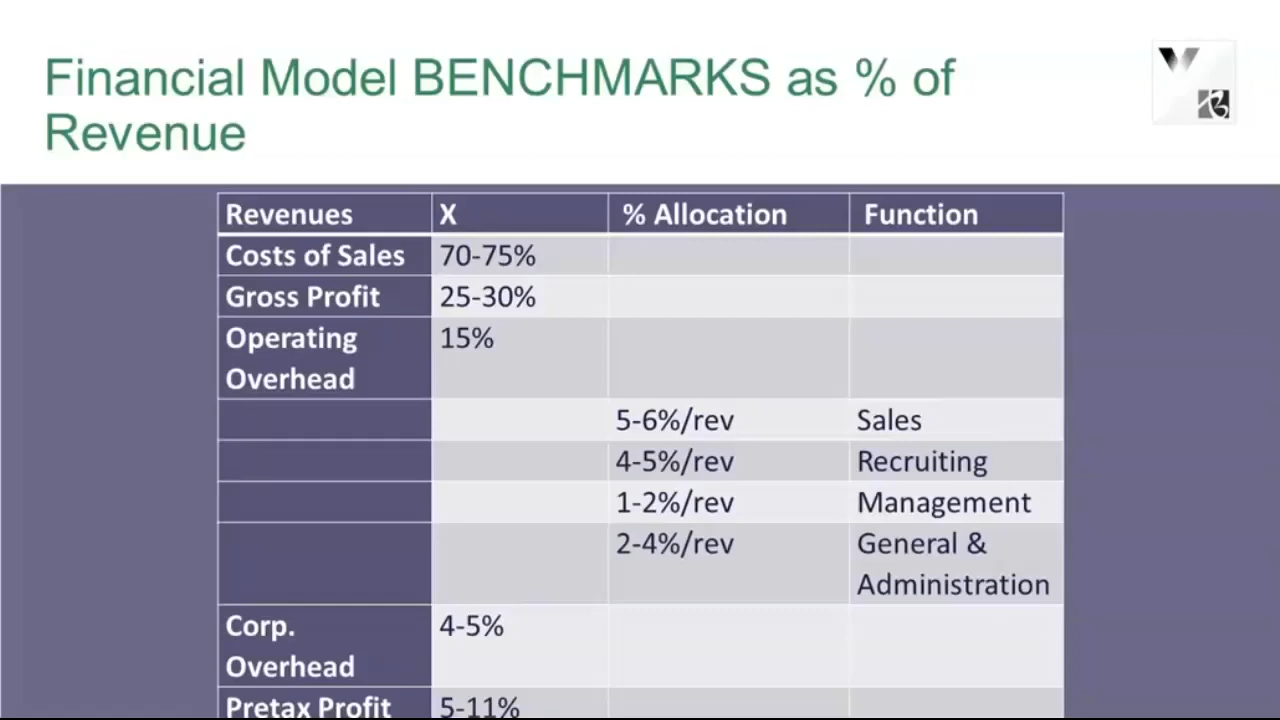 Financial Model BENCHMARKS as % of
Revenue
Revenues X % Allocation Function
Costs of Sales 70-75%
Gross Profit 25-30%
Operating 15%
Overhead
5-6%/rev Sales
4-5%/rev Recruiting
1-2%/rev Management
2-4%/rev General &
Administration
Corp. 4-5%
Overhead
Pretax Profit 5-11%